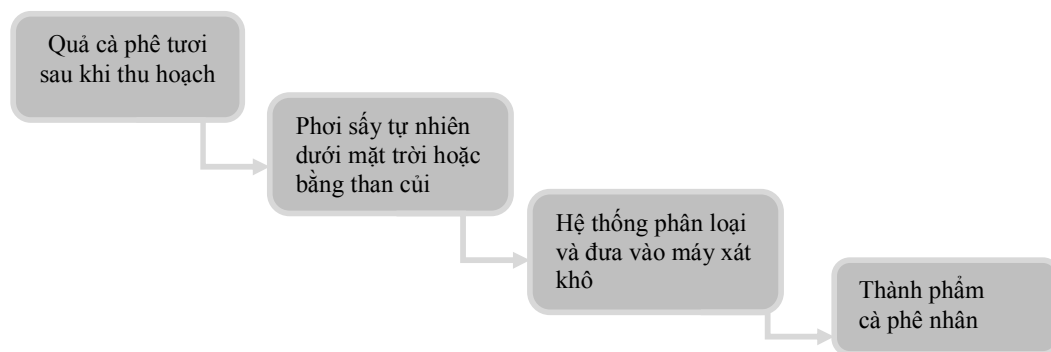 Quả cà phê tươi
sau khi thu hoạch
Phơi sấy tự nhiên
dưới mặt trời hoặc
bằng than củi
Hệ thống phân loại
và đưa vào máy xát
khô
Thành phẩm
cà phê nhân